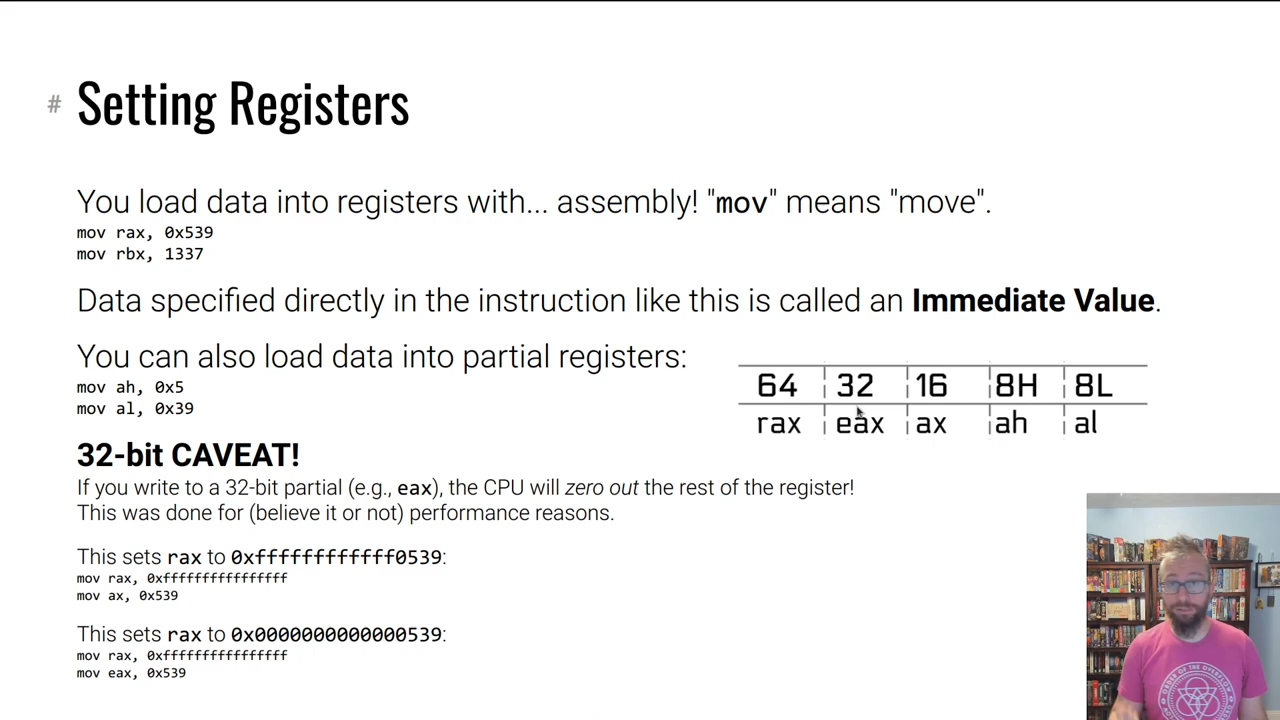 # Setting Registers
You load data into registers with... assembly! "mov" means "move".
mov rax, 0x539
mov rbx, 1337
Data specified directly in the instruction like this is called an Immediate Value.
You can also load data into partial registers:
mov ah, 0x5
mov al, 0x39
64 32 16 8H 8L
rax eax ax ah al
32-bit CAVEAT!
If you write to a 32-bit partial (e.g., eax), the CPU will zero out the rest of the register!
This was done for (believe it or not) performance reasons.
This sets rax to 0xffffffffffff0539:
mov rax, 0xffffffffffffffff
mov ax, 0x539
This sets rax to 0x0000000000000539:
mov rax, 0xffffffffffffffff
mov eax, 0x539
ORDER OF THE OVERFLOW